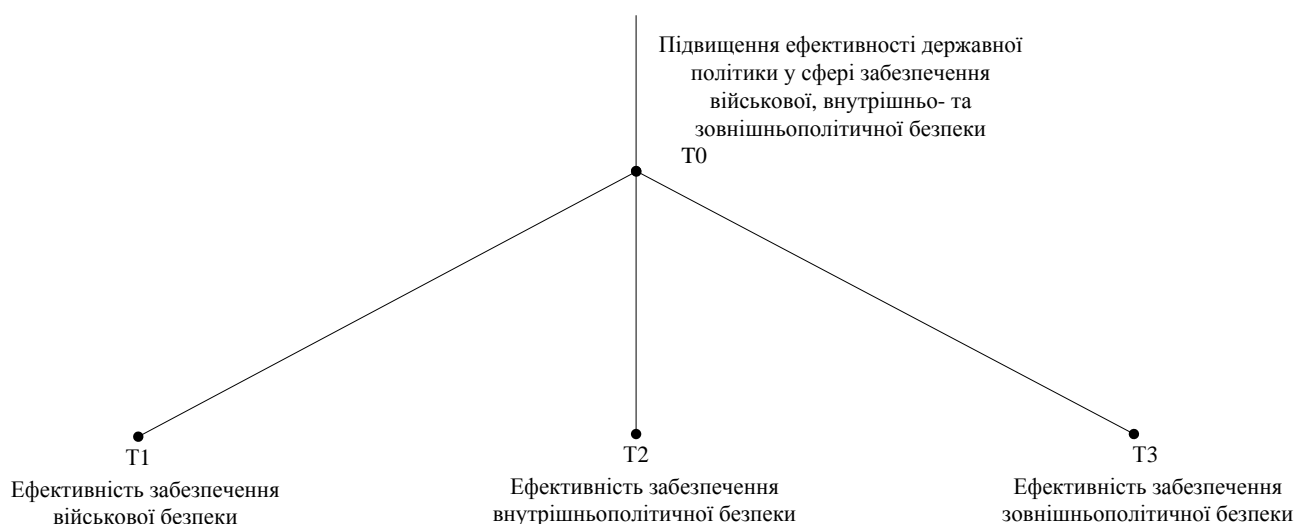 Підвищення ефективності державної
політики у сфері забезпечення
військової, внутрішньо- та
зовнішньополітичної безпеки
T0
T1
Ефективність забезпечення
військової безпеки
T2
Ефективність забезпечення
внутрішньополітичної безпеки
T3
Ефективність забезпечення
зовнішньополітичної безпеки